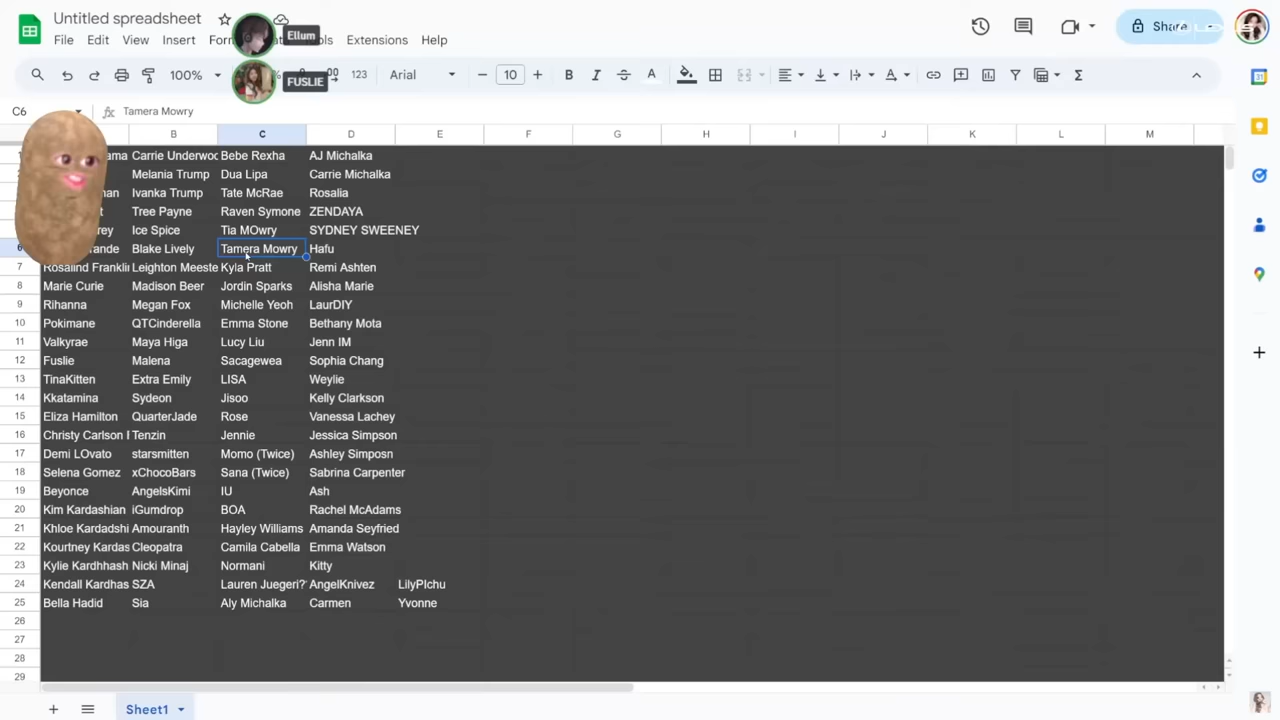 Untitled spreadsheet
File Edit View Insert Extensions Help
Share
Ellum
FUSLIE
100% 123 Arial 10
C6 Tamera Mowry
B C D E F G H I J K L M
Carrie Underwoo Bebe Rexha AJ Michalka
Melania Trump Dua Lipa Carrie Michalka
Ivanka Trump Tate McRae Rosalia
Tree Payne Raven Symone ZENDAYA
Ice Spice Tia MOwry SYDNEY SWEENEY
6 Blake Lively Tamera Mowry Hafu
7 Rosalind Franklin Leighton Meeste Kyla Pratt Remi Ashten
8 Marie Curie Madison Beer Jordin Sparks Alisha Marie
9 Rihanna Megan Fox Michelle Yeoh LaurDIY
10 Pokimane QTCinderella Emma Stone Bethany Mota
11 Valkyrae Maya Higa Lucy Liu Jenn IM
12 Fuslie Malena Sacagewea Sophia Chang
13 TinaKitten Extra Emily LISA Weylie
14 Kkatamina Sydeon Jisoo Kelly Clarkson
15 Eliza Hamilton QuarterJade Rose Vanessa Lachey
16 Christy Carlson Tenzin Jennie Jessica Simpson
17 Demi LOvato starsmitten Momo (Twice) Ashley Simposn
18 Selena Gomez xChocoBars Sana (Twice) Sabrina Carpenter
19 Beyonce AngelsKimi IU Ash
20 Kim Kardashian iGumdrop BOA Rachel McAdams
21 Khloe Kardadshi Amouranth Hayley Williams Amanda Seyfried
22 Kourtney Kardas Cleopatra Camila Cabella Emma Watson
23 Kylie Kardhhash Nicki Minaj Normani Kitty
24 Kendall Kardhas SZA Lauren Juegeri? AngelKnivez LilyPIchu
25 Bella Hadid Sia Aly Michalka Carmen Yvonne
26
27
28
29
Sheet1